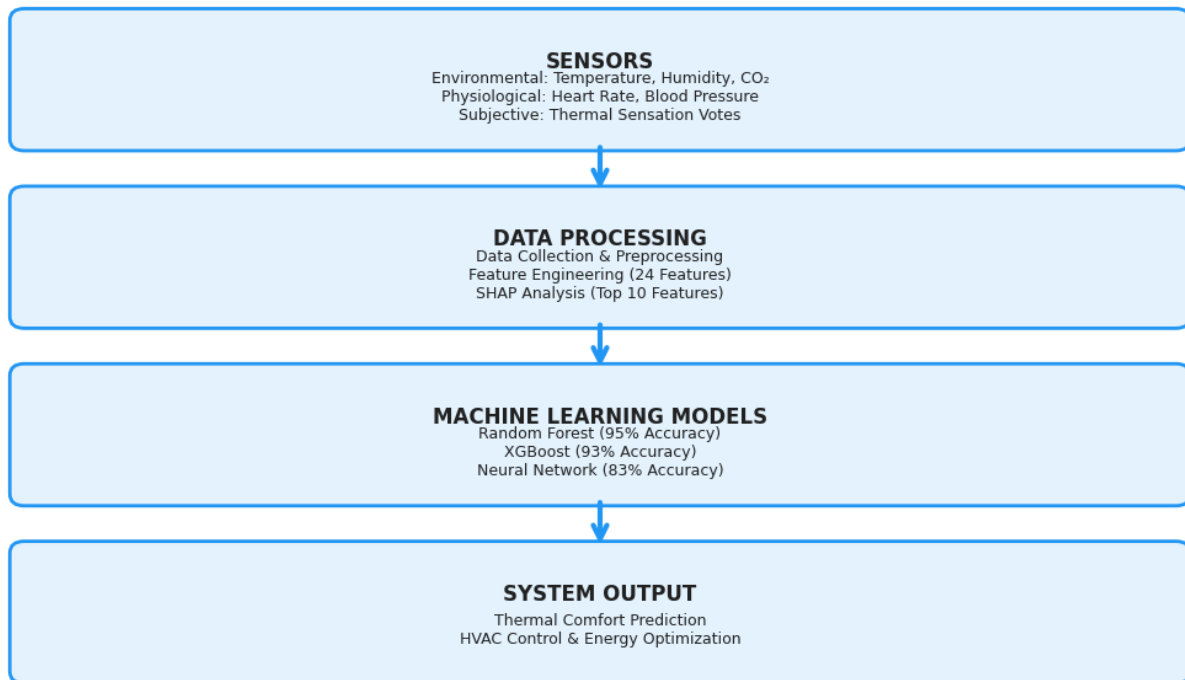 SENSORS
Environmental: Temperature, Humidity, CO₂
Physiological: Heart Rate, Blood Pressure
Subjective: Thermal Sensation Votes
DATA PROCESSING
Data Collection & Preprocessing
Feature Engineering (24 Features)
SHAP Analysis (Top 10 Features)
MACHINE LEARNING MODELS
Random Forest (95% Accuracy)
XGBoost (93% Accuracy)
Neural Network (83% Accuracy)
SYSTEM OUTPUT
Thermal Comfort Prediction
HVAC Control & Energy Optimization